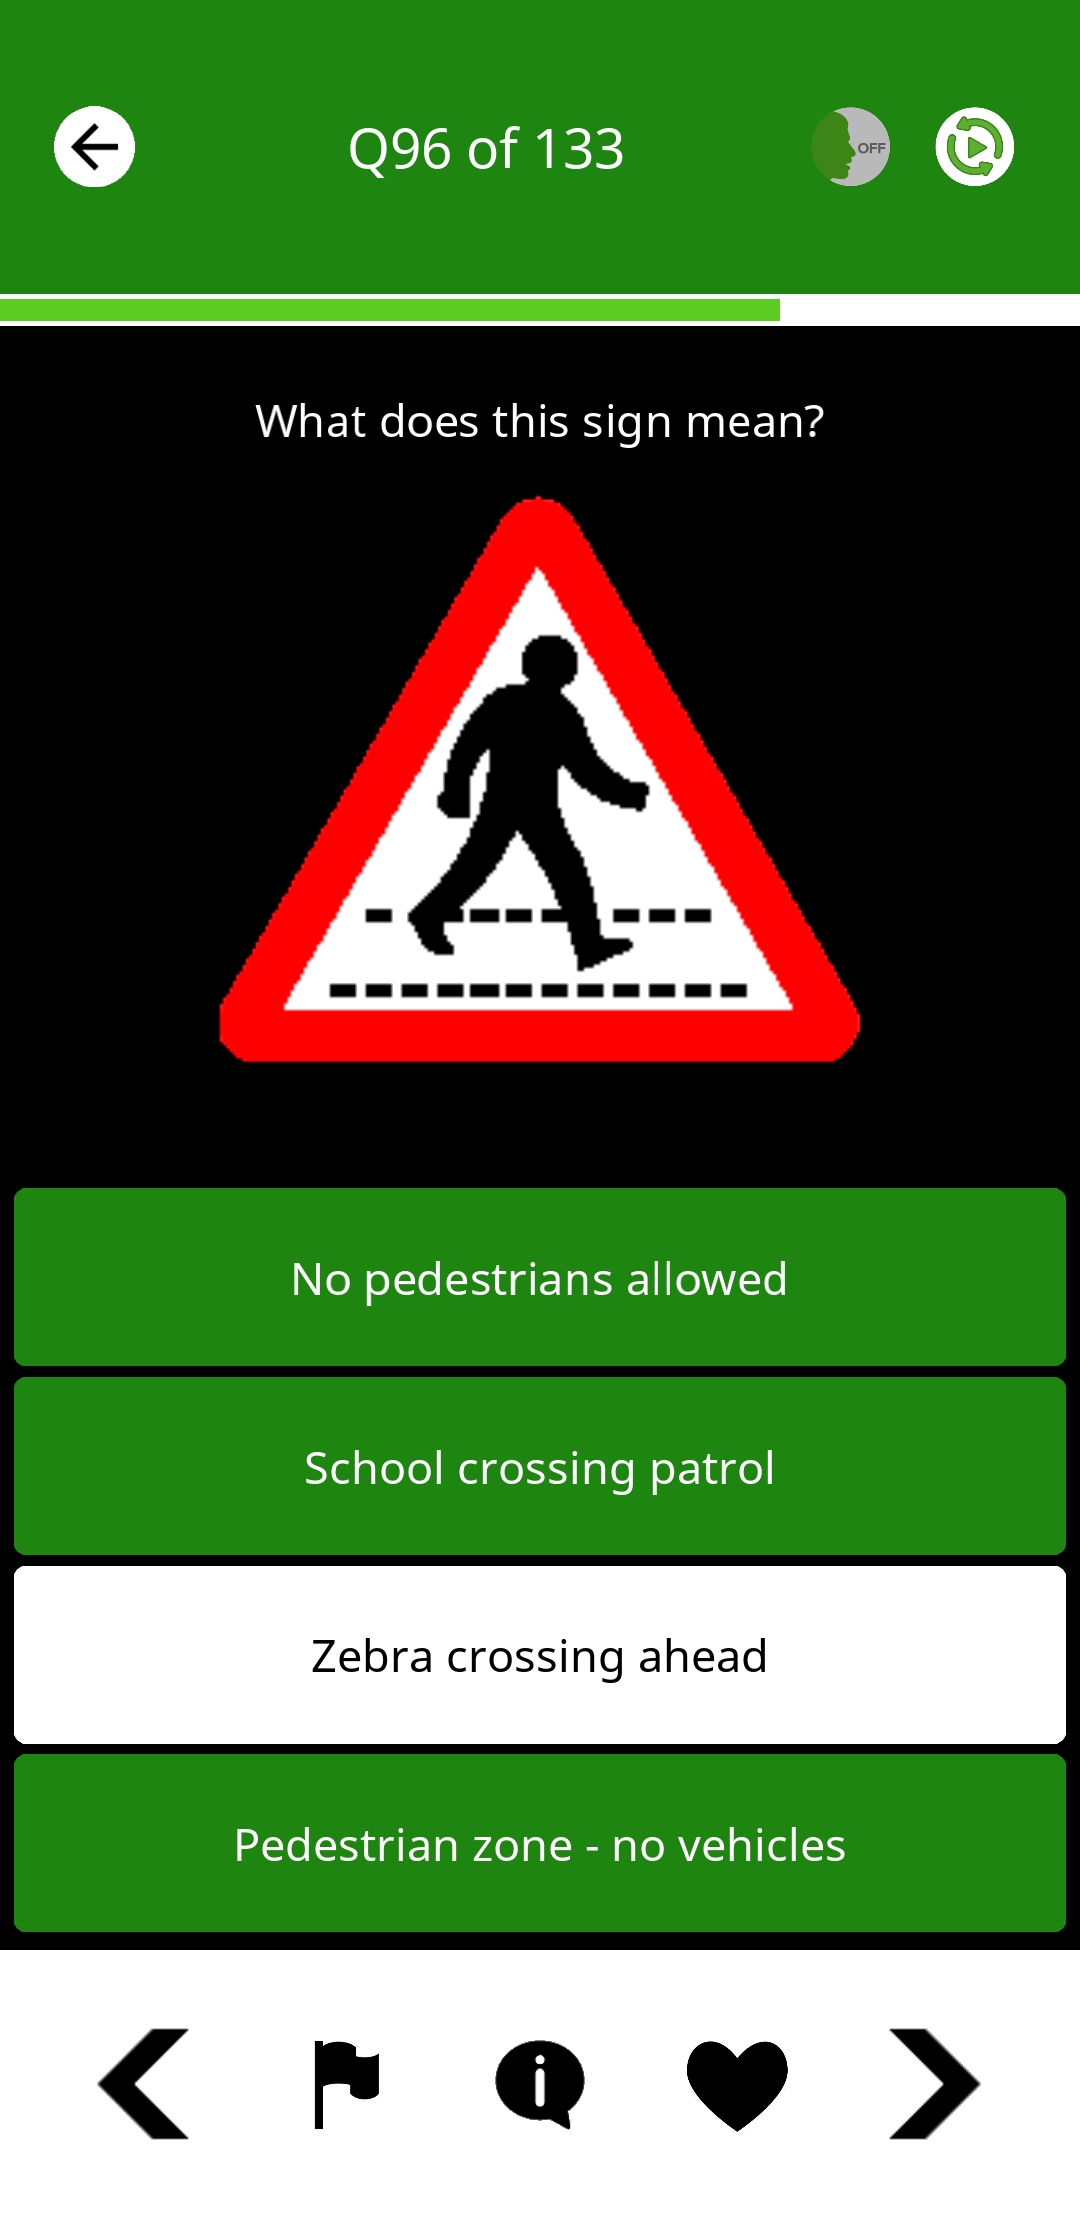 Q96 of 133
OFF
What does this sign mean?
No pedestrians allowed
School crossing patrol
Zebra crossing ahead
Pedestrian zone - no vehicles